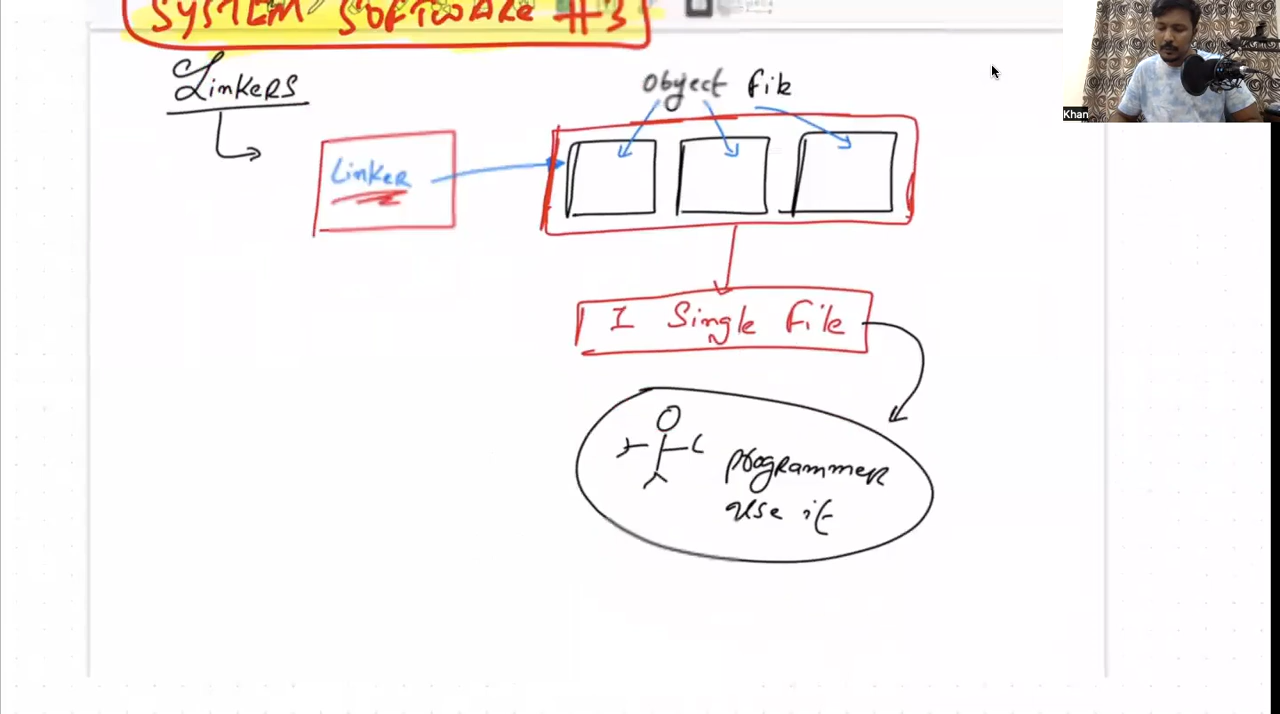 SYSTEM SOFTWARE #3
Linkers
Object file
Linker
1 Single file
programmer
use it
Khan